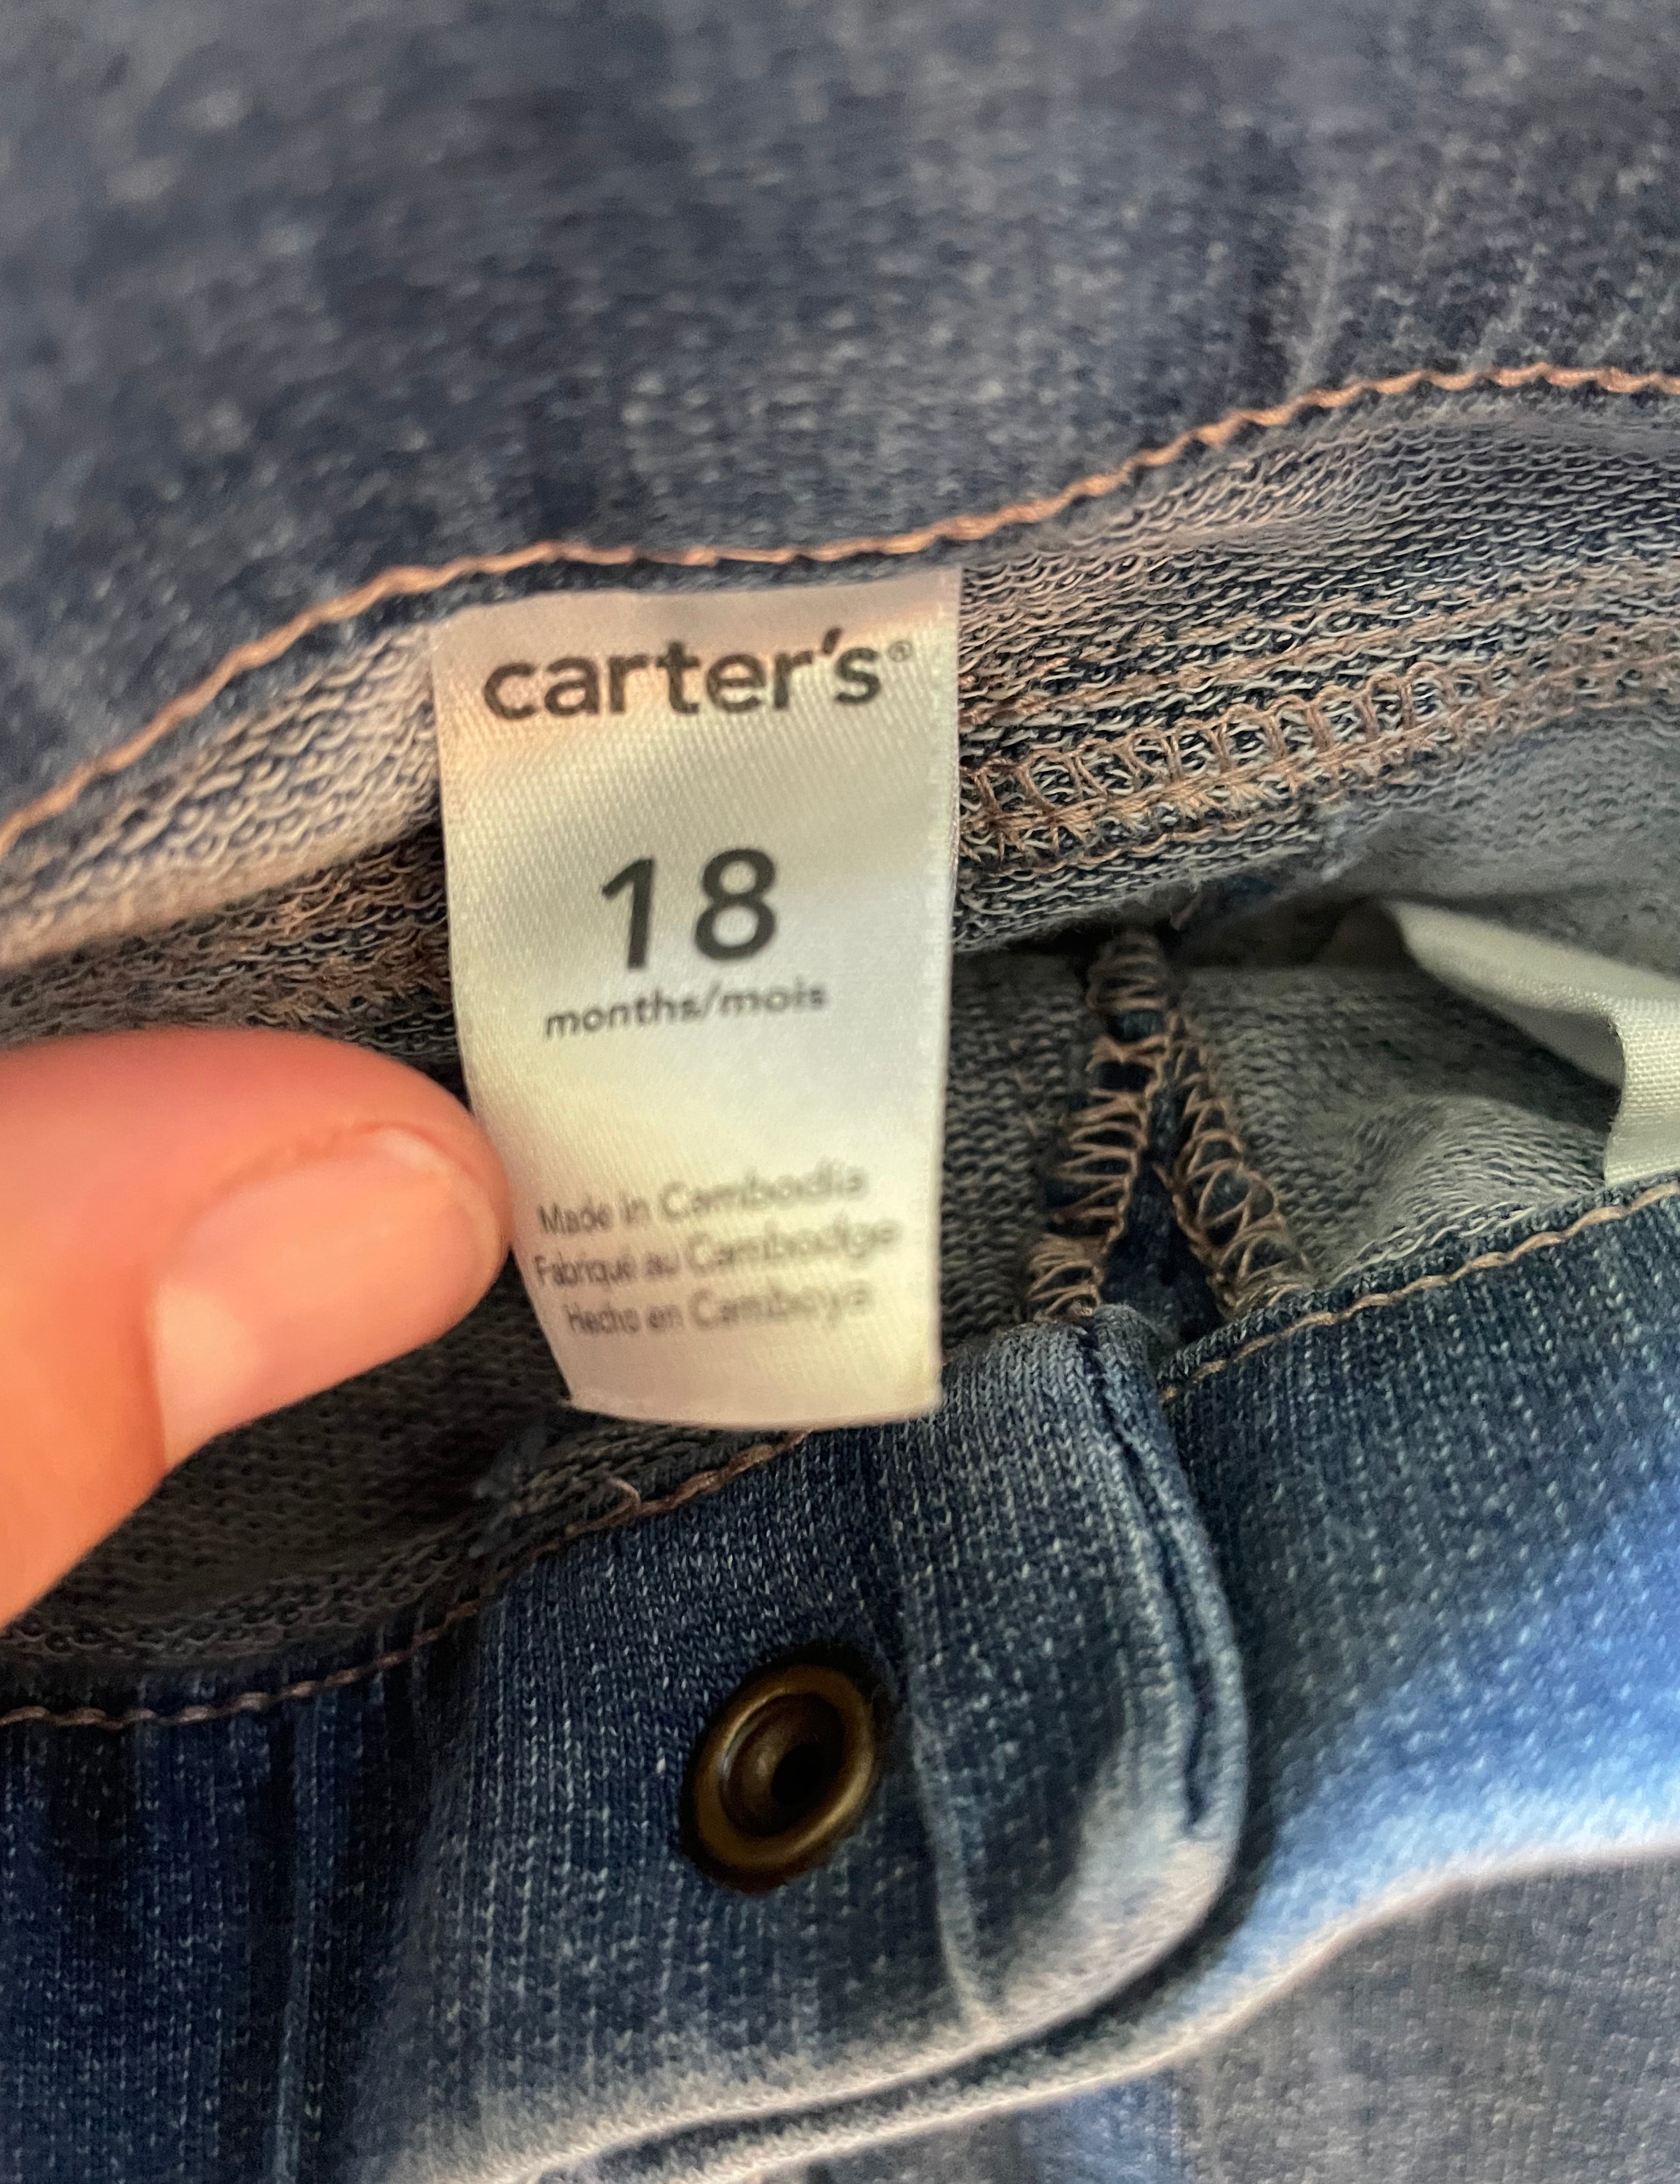 carter's®
18
months/mois
Made in Cambodia
Fabriqué au Cambodge
Hecho en Camboya